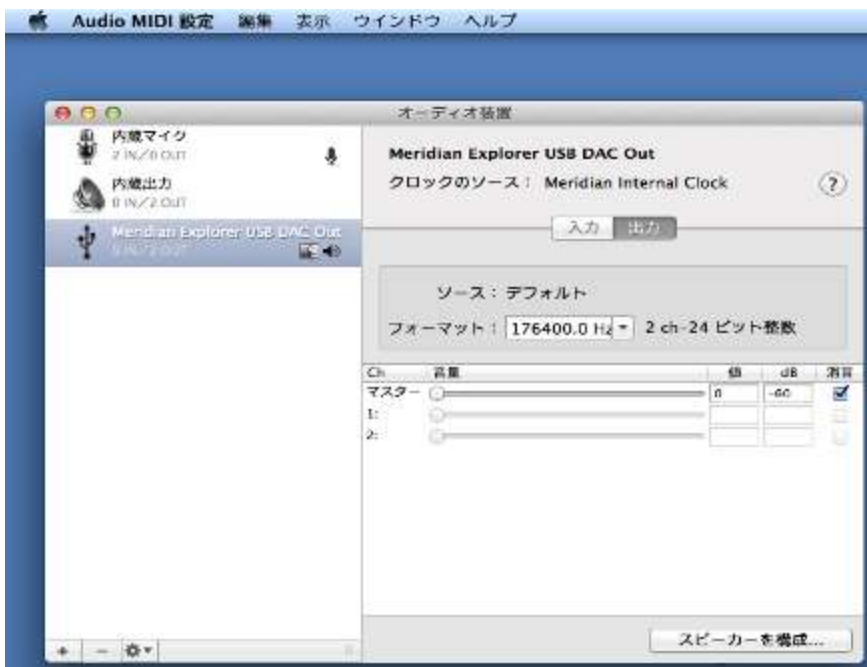 Audio MIDI 設定 編集 表示 ウインドウ ヘルプ
オーディオ装置
内蔵マイク
2 IN/0 OUT
内蔵出力
0 IN/2 OUT
Meridian Explorer USB DAC Out
0 IN/2 OUT
Meridian Explorer USB DAC Out
クロックのソース： Meridian Internal Clock
?
入力 出力
ソース：デフォルト
フォーマット： 176400.0 Hz 2 ch-24 ビット整数
Ch 音量 値 dB 消音
マスター 0 -60
1:
2:
+ -
スピーカーを構成...